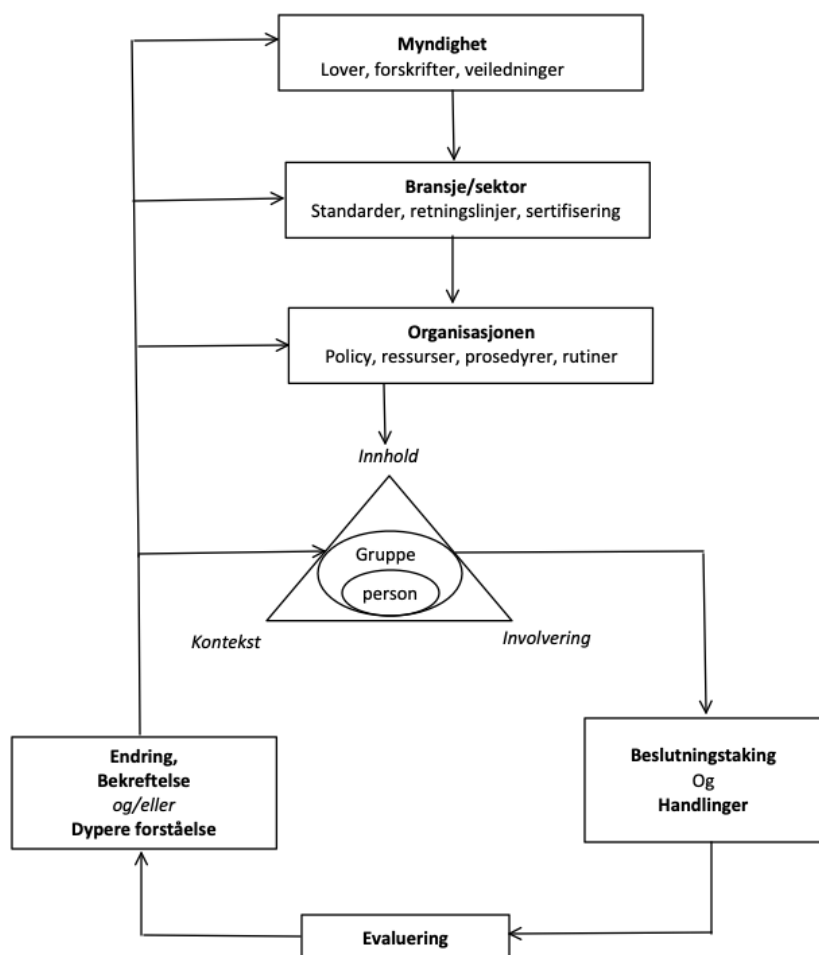 Myndighet
Lover, forskrifter, veiledninger
Bransje/sektor
Standarder, retningslinjer, sertifisering
Organisasjonen
Policy, ressurser, prosedyrer, rutiner
Innhold
Gruppe
person
Kontekst
Involvering
Endring,
Bekreftelse
og/eller
Dypere forståelse
Beslutningstaking
Og
Handlinger
Evaluering